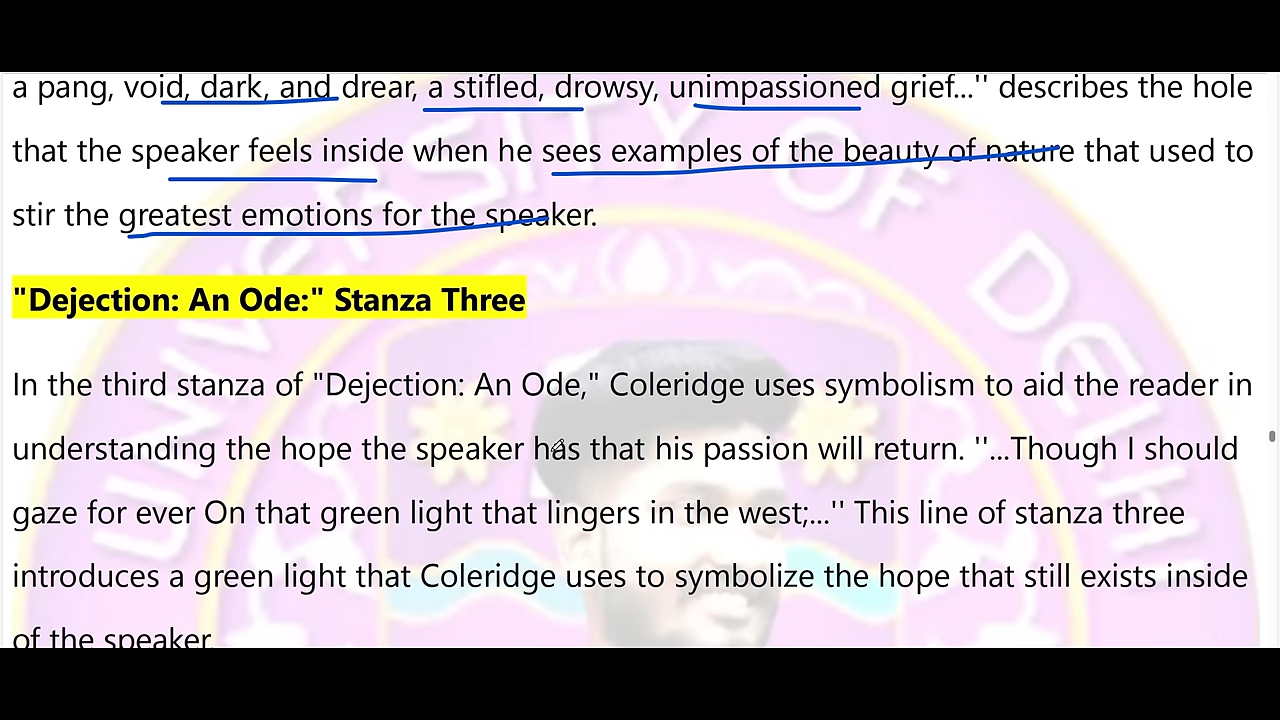 a pang, void, dark, and drear, a stifled, drowsy, unimpassioned grief...'' describes the hole
that the speaker feels inside when he sees examples of the beauty of nature that used to
stir the greatest emotions for the speaker.
"Dejection: An Ode:" Stanza Three
In the third stanza of "Dejection: An Ode," Coleridge uses symbolism to aid the reader in
understanding the hope the speaker has that his passion will return. ''...Though I should
gaze for ever On that green light that lingers in the west;...'' This line of stanza three
introduces a green light that Coleridge uses to symbolize the hope that still exists inside
of the speaker.
UNIVERSITY OF DELHI